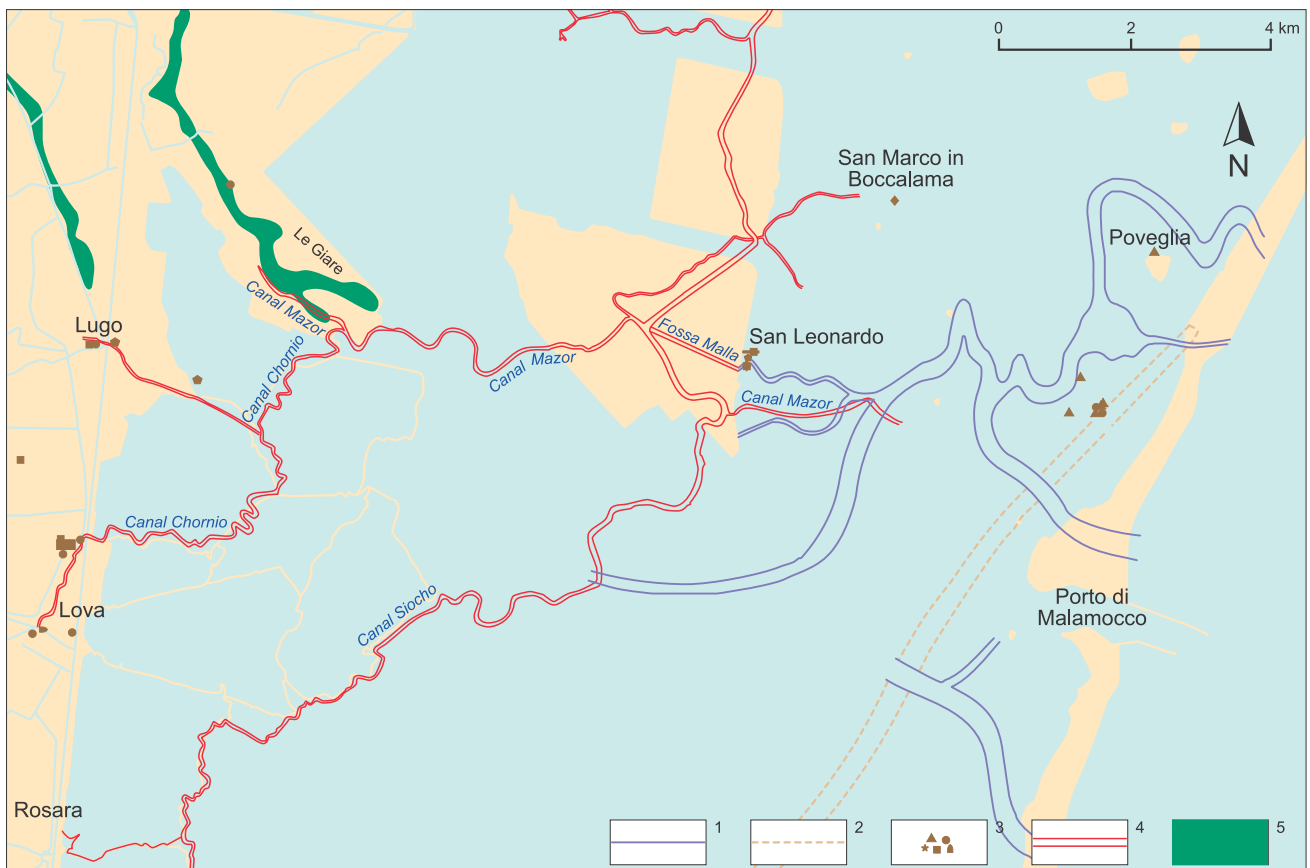 0 2 4 km
N
San Marco in
Boccalama
Poveglia
Le Giare
Canal Mazor
Lugo
Canal Chornio
Canal Mazor
Fossa Malla
San Leonardo
Canal Mazor
Canal Chornio
Canal Siocho
Lova
Porto di
Malamocco
Rosara
1 2 3 4 5